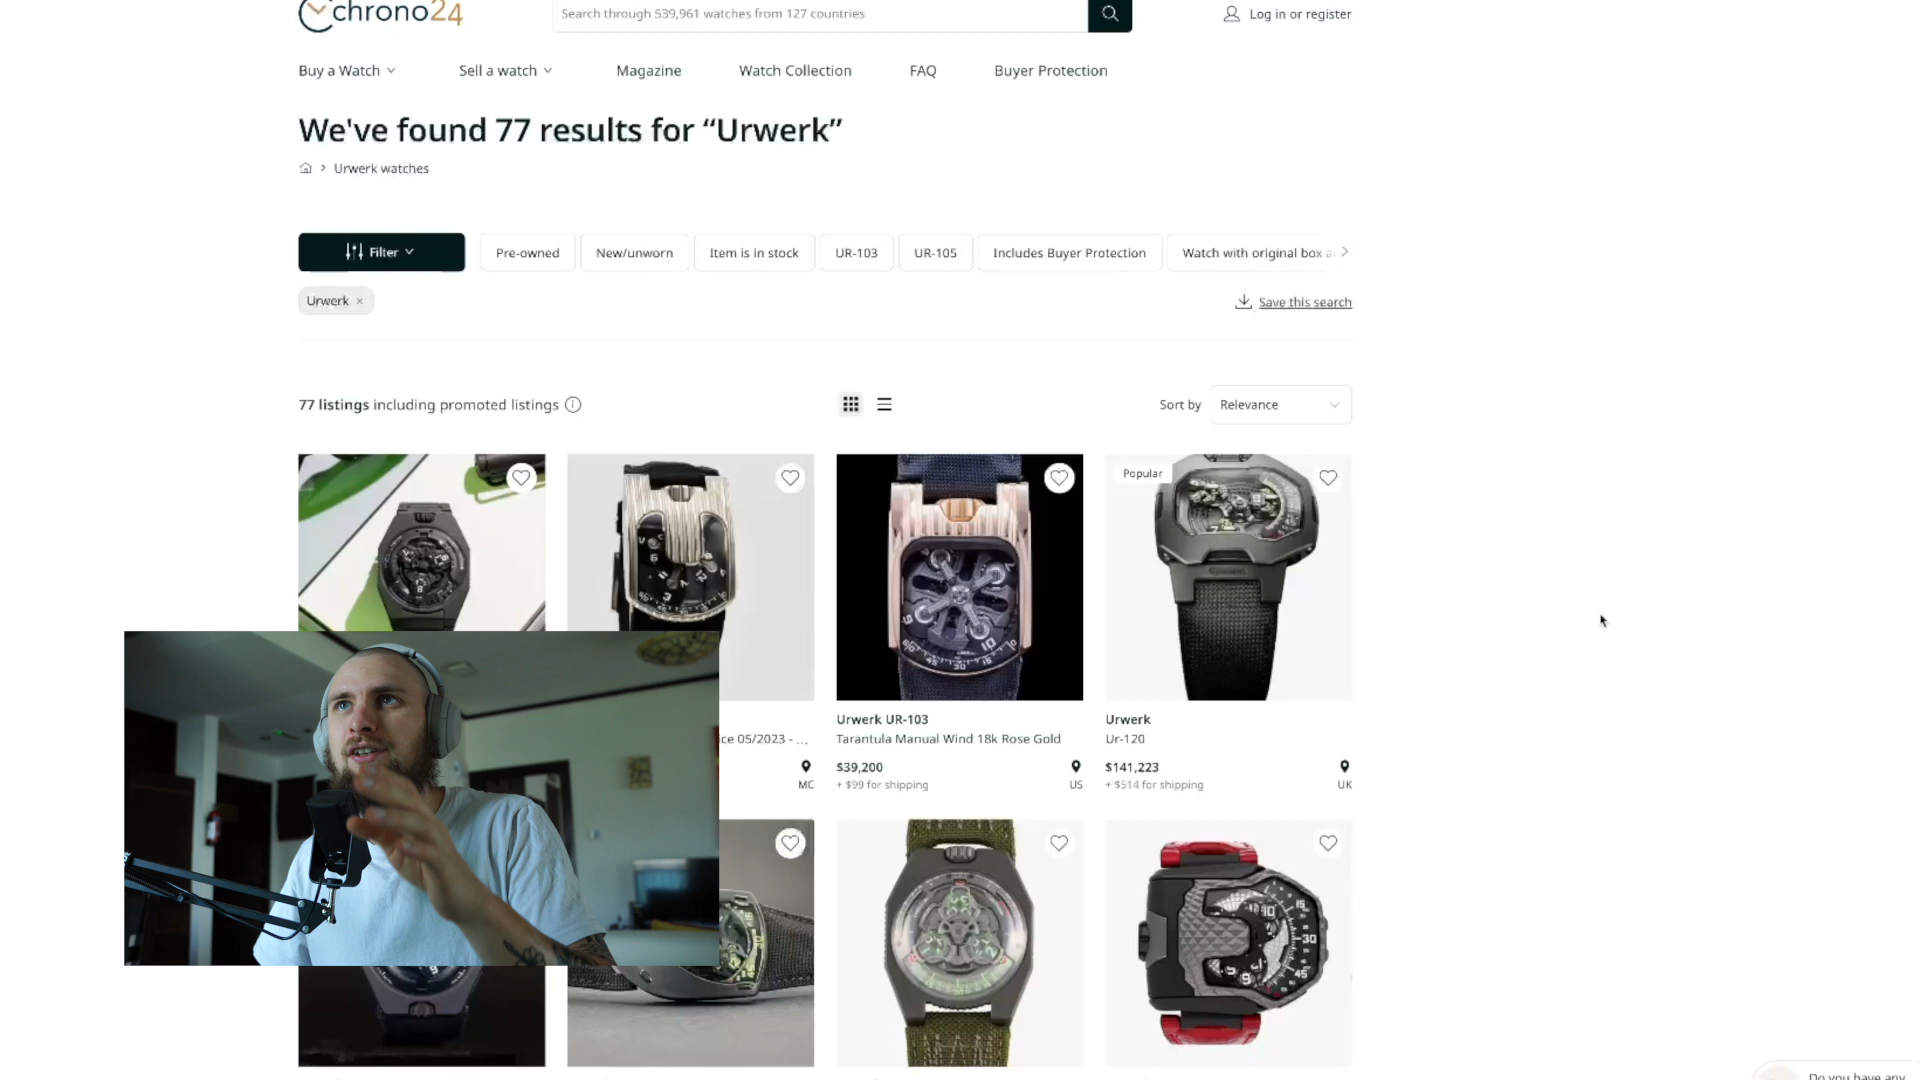 chrono24
Search through 539,961 watches from 127 countries
Log in or register
Buy a Watch
Sell a watch
Magazine
Watch Collection
FAQ
Buyer Protection
We've found 77 results for “Urwerk”
Urwerk watches
Filter
Pre-owned
New/unworn
Item is in stock
UR-103
UR-105
Includes Buyer Protection
Watch with original box a
Urwerk ×
Save this search
77 listings including promoted listings
Sort by
Relevance
Popular
ce 05/2023 - ...
MC
Urwerk UR-103
Tarantula Manual Wind 18k Rose Gold
$39,200
+ $99 for shipping
US
Urwerk
Ur-120
$141,223
+ $514 for shipping
UK
Do you have any